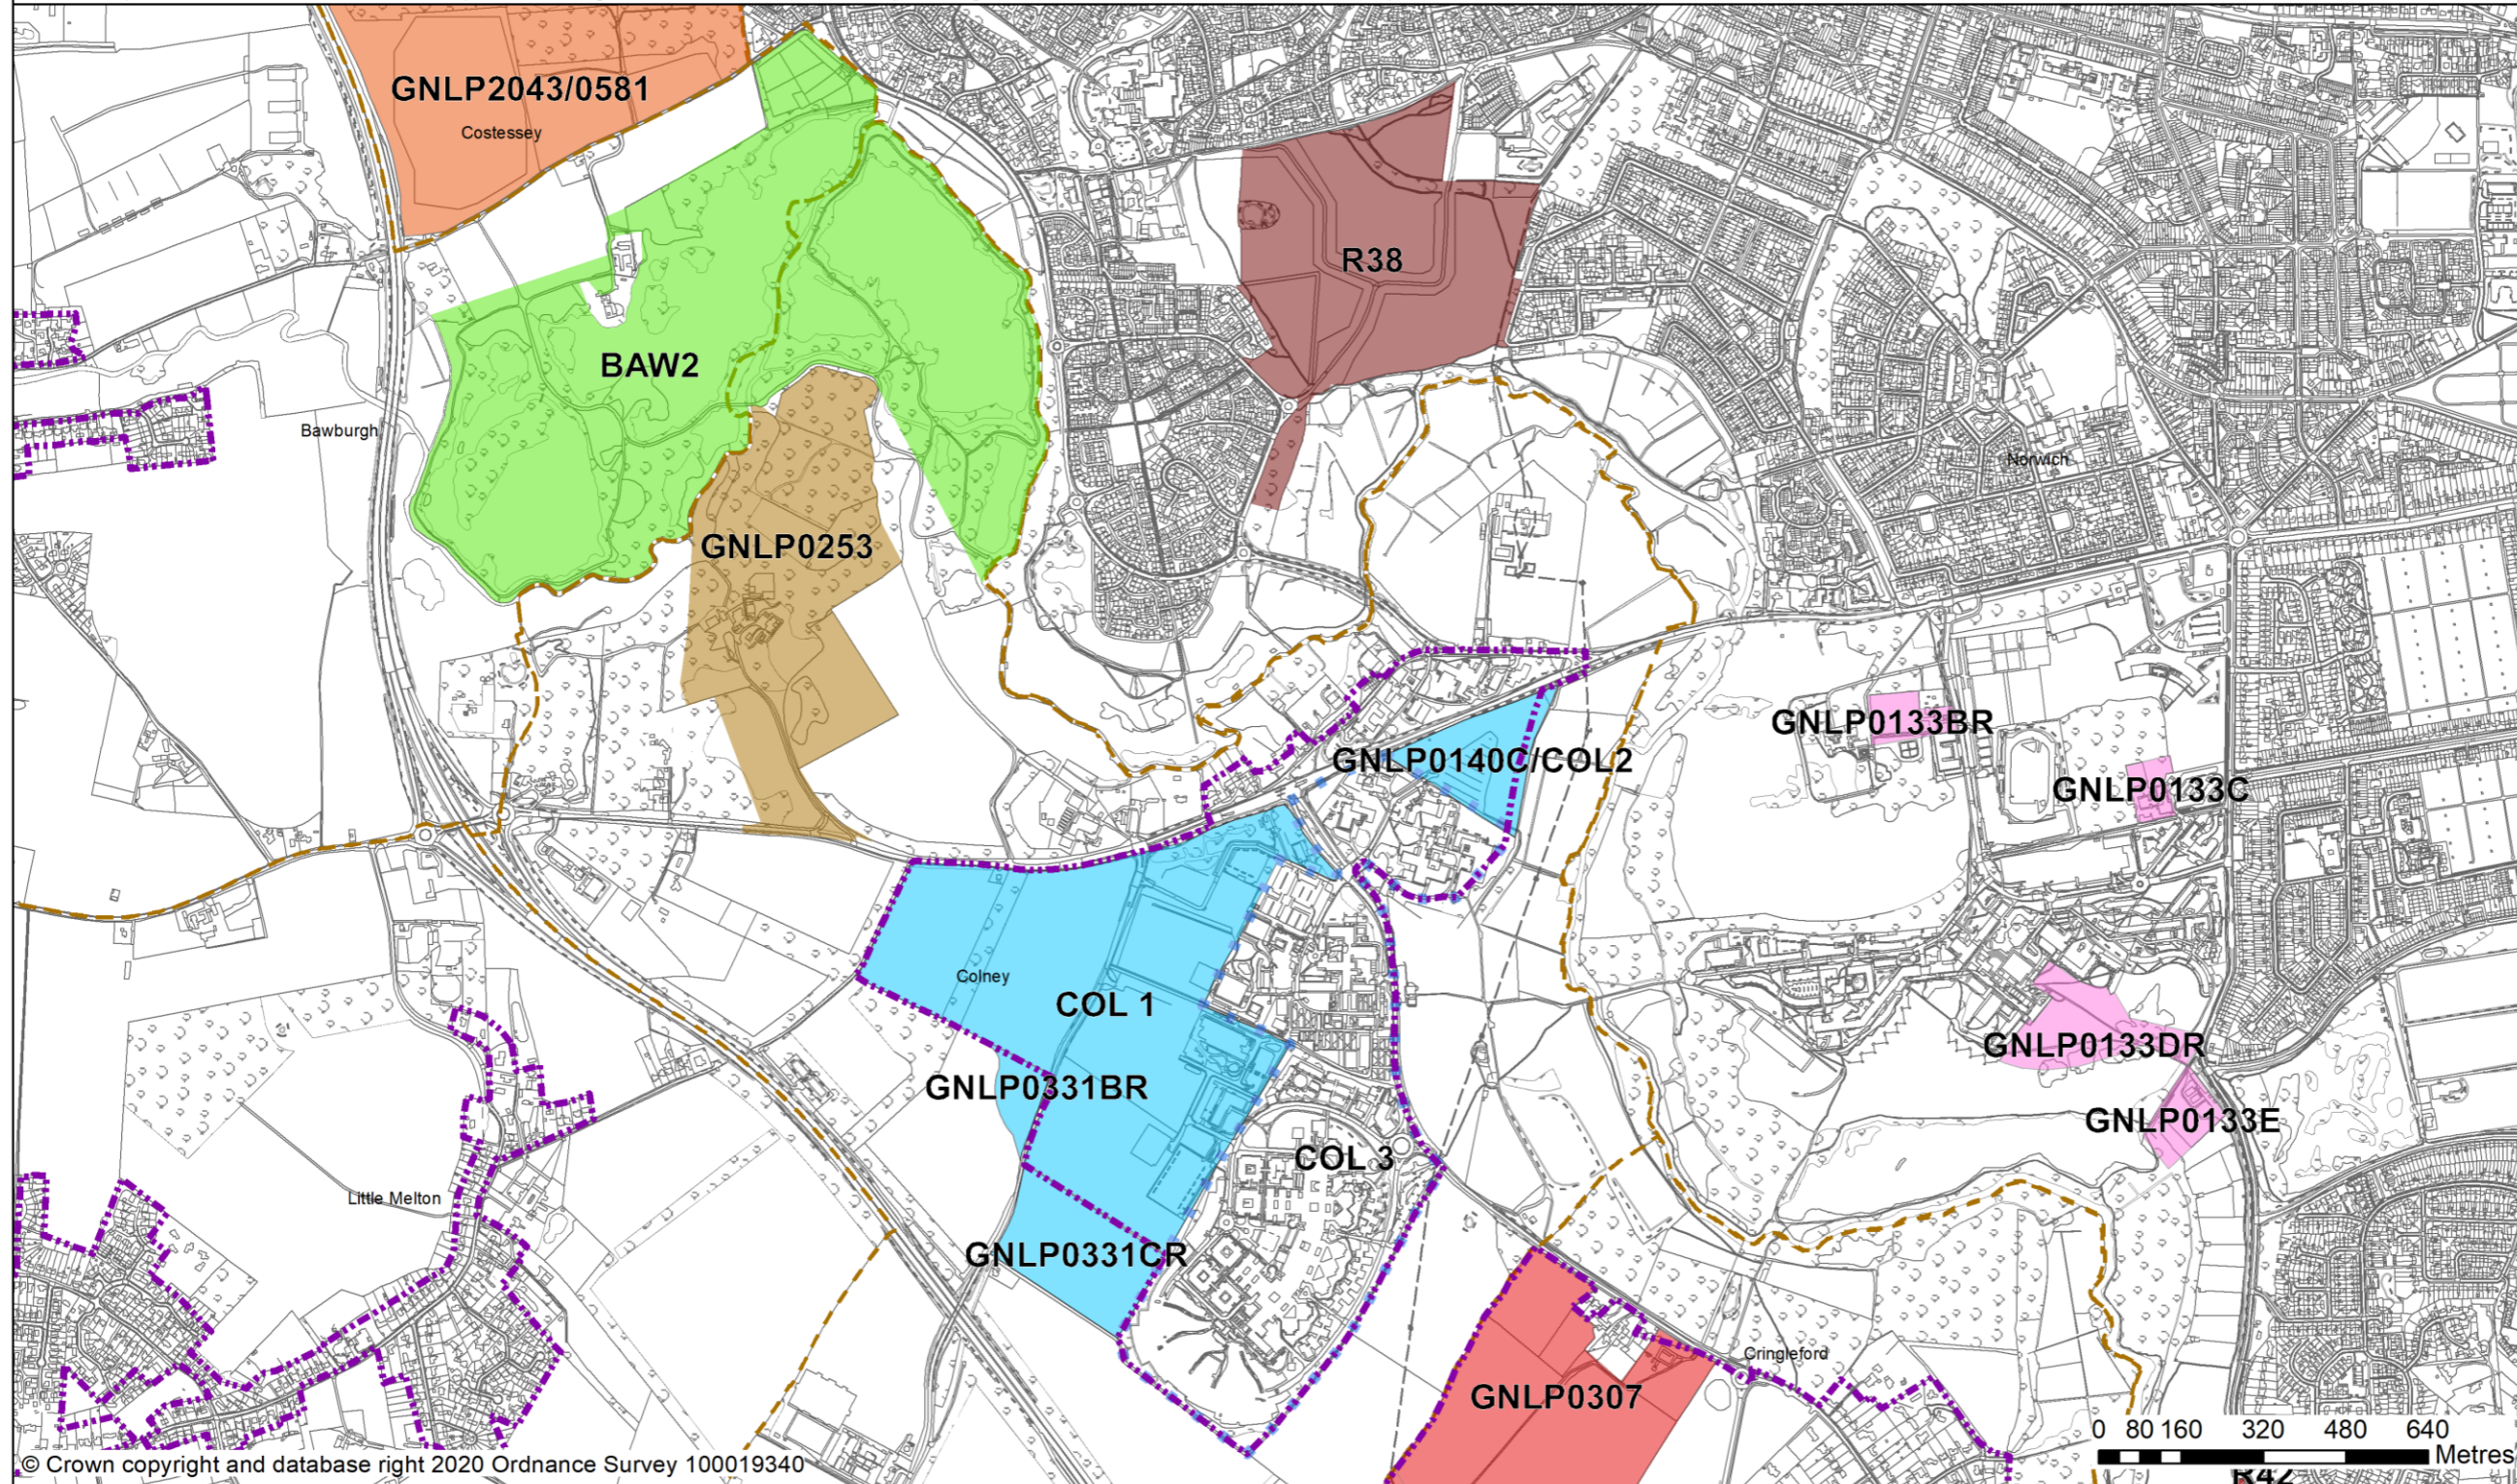 GNLP2043/0581
Costessey
R38
BAW2
Bawburgh
Norwich
GNLP0253
GNLP0133BR
GNLP0140C/COL2
GNLP0133C
Colney
COL 1
GNLP0133DR
GNLP0331BR
GNLP0133E
COL 3
Little Melton
GNLP0331CR
Cringleford
GNLP0307
0 80 160 320 480 640
Metres
© Crown copyright and database right 2020 Ordnance Survey 100019340
R42